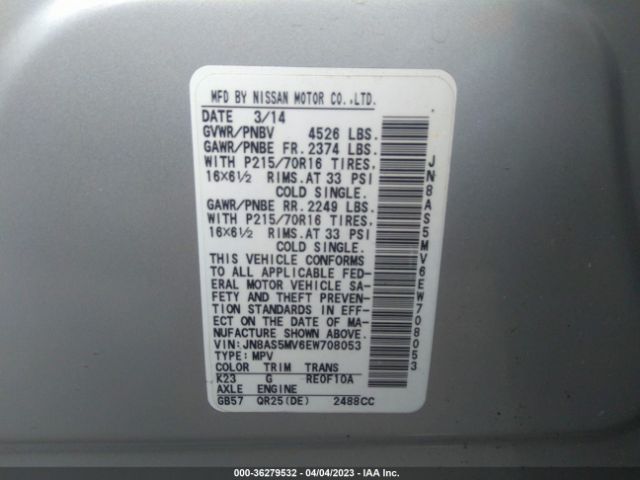 MFD BY NISSAN MOTOR CO.,LTD.
DATE 3/14
GVWR/PNBV 4526 LBS.
GAWR/PNBE FR. 2374 LBS.
WITH P215/70R16 TIRES,
16X6½ RIMS.AT 33 PSI
COLD SINGLE.
GAWR/PNBE RR. 2249 LBS.
WITH P215/70R16 TIRES,
16X6½ RIMS.AT 33 PSI
COLD SINGLE.
THIS VEHICLE CONFORMS
TO ALL APPLICABLE FED-
ERAL MOTOR VEHICLE SA-
FETY AND THEFT PREVEN-
TION STANDARDS IN EFF-
ECT ON THE DATE OF MA-
NUFACTURE SHOWN ABOVE.
VIN:JN8AS5MV6EW708053
TYPE:MPV
COLOR TRIM TRANS
K23 G RE0F10A
AXLE ENGINE
GB57 QR25(DE) 2488CC
JN8AS5MV6EW708053
000-36279532 - 04/04/2023 - IAA Inc.